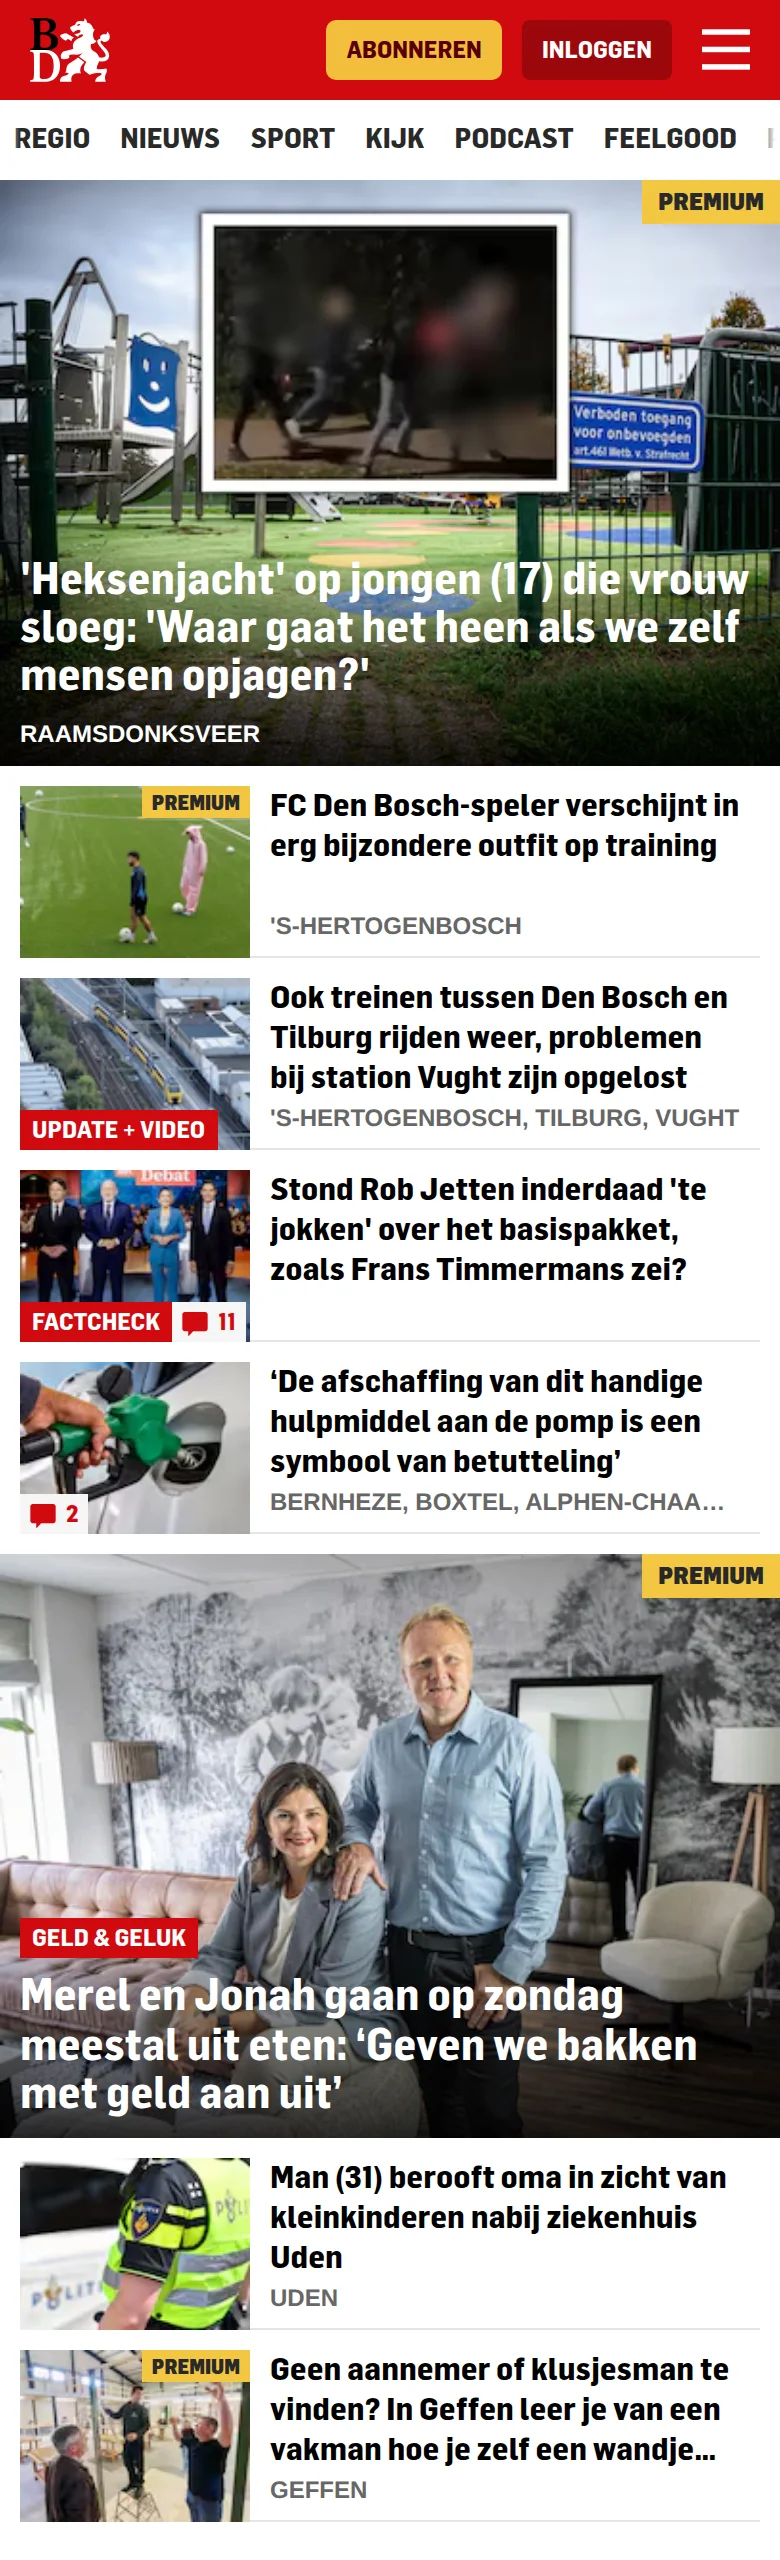 BD
ABONNEREN
INLOGGEN
REGIO NIEUWS SPORT KIJK PODCAST FEELGOOD
PREMIUM
Verboden toegang
voor onbevoegden
art.461 Wetb. v. Strafrecht
'Heksenjacht' op jongen (17) die vrouw
sloeg: 'Waar gaat het heen als we zelf
mensen opjagen?'
RAAMSDONKSVEER
PREMIUM
FC Den Bosch-speler verschijnt in
erg bijzondere outfit op training
'S-HERTOGENBOSCH
Ook treinen tussen Den Bosch en
Tilburg rijden weer, problemen
bij station Vught zijn opgelost
UPDATE + VIDEO
'S-HERTOGENBOSCH, TILBURG, VUGHT
Debat
Stond Rob Jetten inderdaad 'te
jokken' over het basispakket,
zoals Frans Timmermans zei?
FACTCHECK
11
‘De afschaffing van dit handige
hulpmiddel aan de pomp is een
symbool van betutteling’
2
BERNHEZE, BOXTEL, ALPHEN-CHAA…
PREMIUM
GELD & GELUK
Merel en Jonah gaan op zondag
meestal uit eten: ‘Geven we bakken
met geld aan uit’
Man (31) berooft oma in zicht van
kleinkinderen nabij ziekenhuis
Uden
UDEN
PREMIUM
Geen aannemer of klusjesman te
vinden? In Geffen leer je van een
vakman hoe je zelf een wandje…
GEFFEN